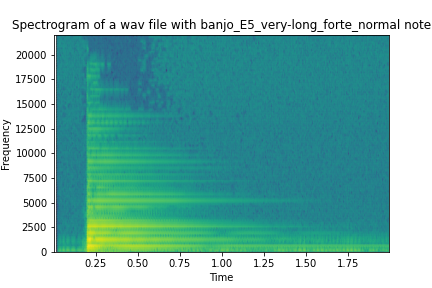 Spectrogram of a wav file with banjo_E5_very-long_forte_normal note
Frequency
20000
17500
15000
12500
10000
7500
5000
2500
0
0.25 0.50 0.75 1.00 1.25 1.50 1.75
Time